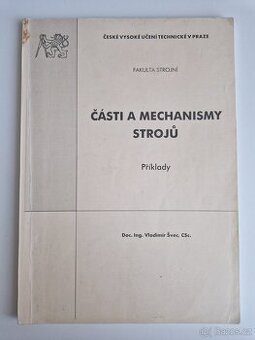 ČESKÉ VYSOKÉ UČENÍ TECHNICKÉ V PRAZE
FAKULTA STROJNÍ
ČÁSTI A MECHANISMY
STROJŮ
Příklady
Doc. Ing. Vladimír Švec, CSc.